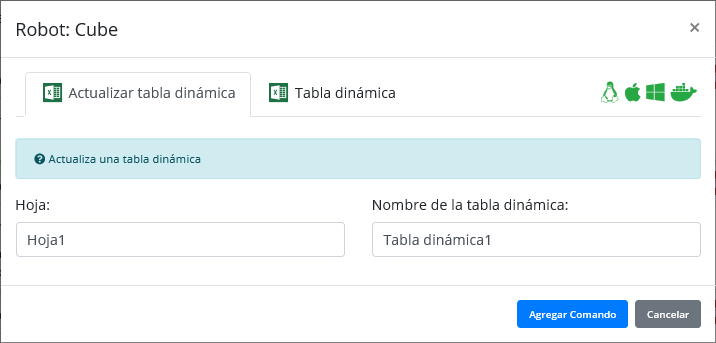 Robot: Cube
×
Actualizar tabla dinámica
Tabla dinámica
Actualiza una tabla dinámica
Hoja:
Nombre de la tabla dinámica:
Hoja1
Tabla dinámica1
Agregar Comando
Cancelar